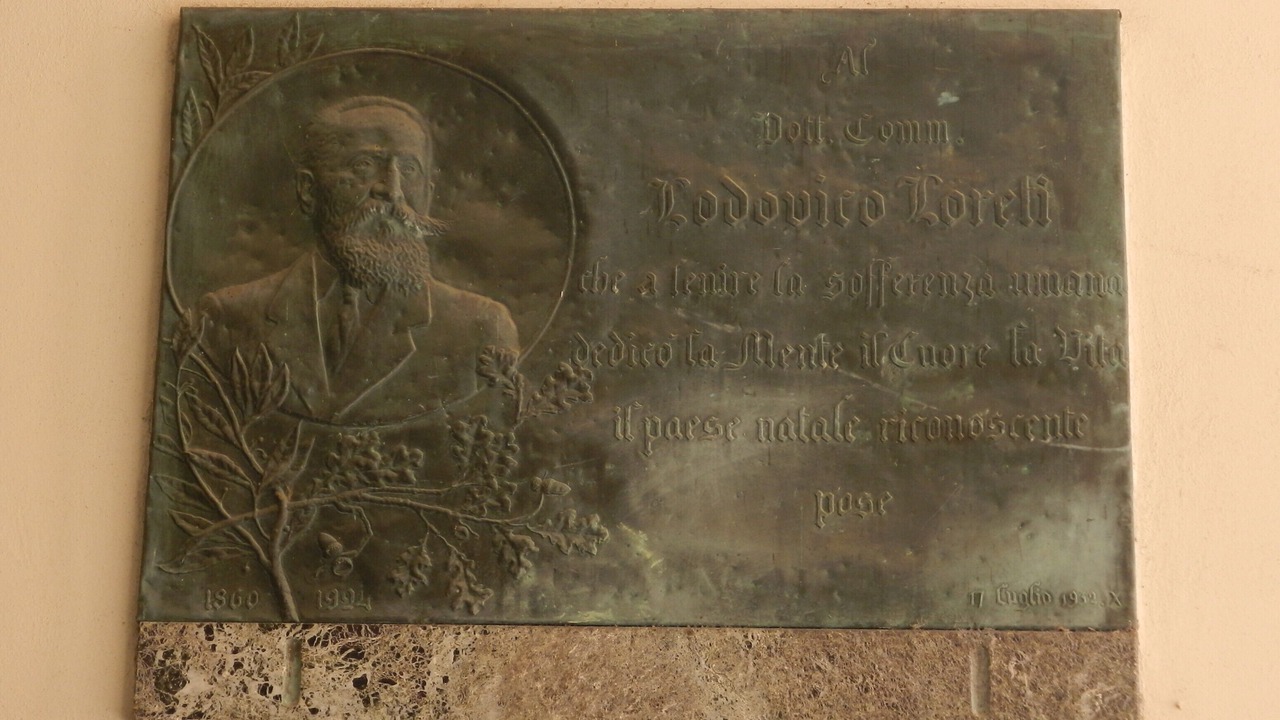 Al
Dott. Comm.
Lodovico Loreti
che a lenire la sofferenza umana
dedicò la Mente il Cuore la Vita
il paese natale riconoscente
pose
1860 1924
17 Luglio 1932. X